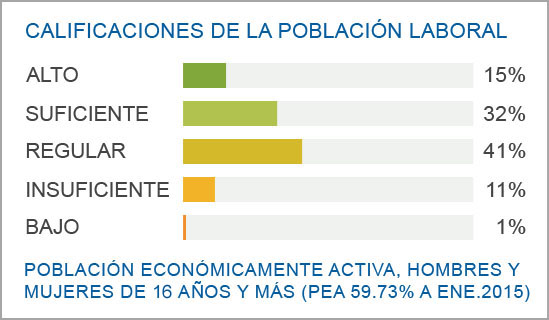 CALIFICACIONES DE LA POBLACIÓN LABORAL
ALTO 15%
SUFICIENTE 32%
REGULAR 41%
INSUFICIENTE 11%
BAJO 1%
POBLACIÓN ECONÓMICAMENTE ACTIVA, HOMBRES Y
MUJERES DE 16 AÑOS Y MÁS (PEA 59.73% A ENE.2015)